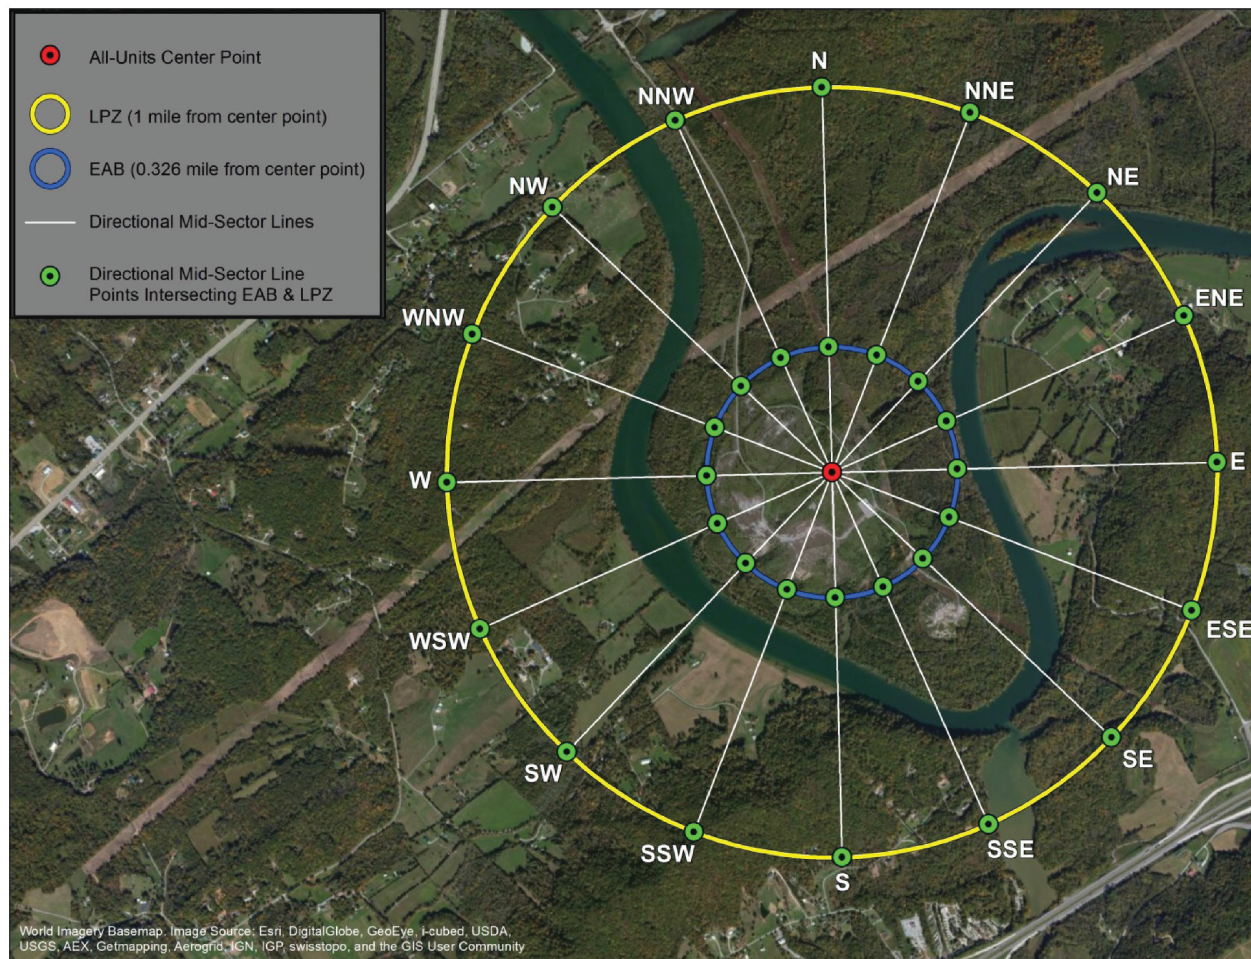 All-Units Center Point
LPZ (1 mile from center point)
EAB (0.326 mile from center point)
Directional Mid-Sector Lines
Directional Mid-Sector Line
Points Intersecting EAB & LPZ
N
NNE
NE
ENE
E
ESE
SE
SSE
S
SSW
SW
WSW
W
WNW
NW
NNW
World Imagery Basemap. Image Source: Esri, DigitalGlobe, GeoEye, i-cubed, USDA,
USGS, AEX, Getmapping, Aerogrid, IGN, IGP, swisstopo, and the GIS User Community